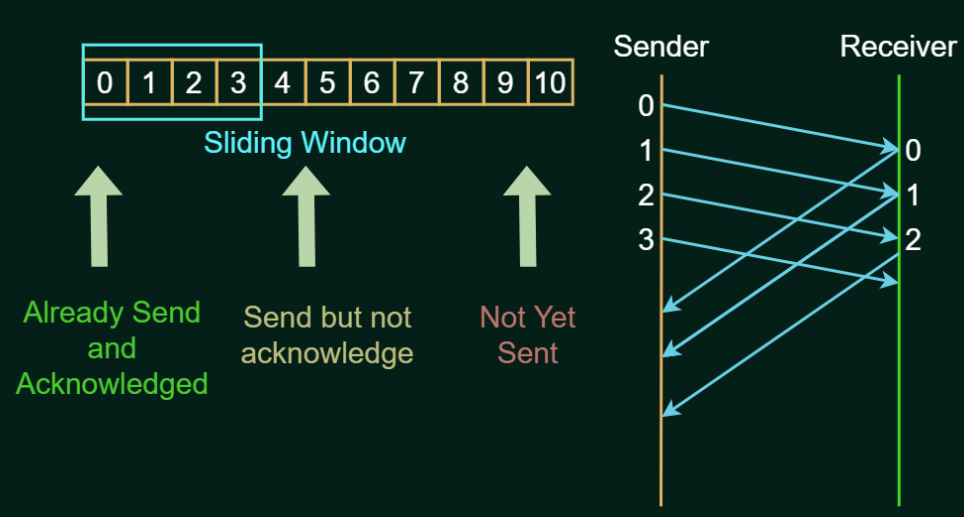 0 1 2 3 4 5 6 7 8 9 10
Sliding Window
Already Send
and
Acknowledged
Send but not
acknowledge
Not Yet
Sent
Sender
Receiver
0
1
2
3
0
1
2